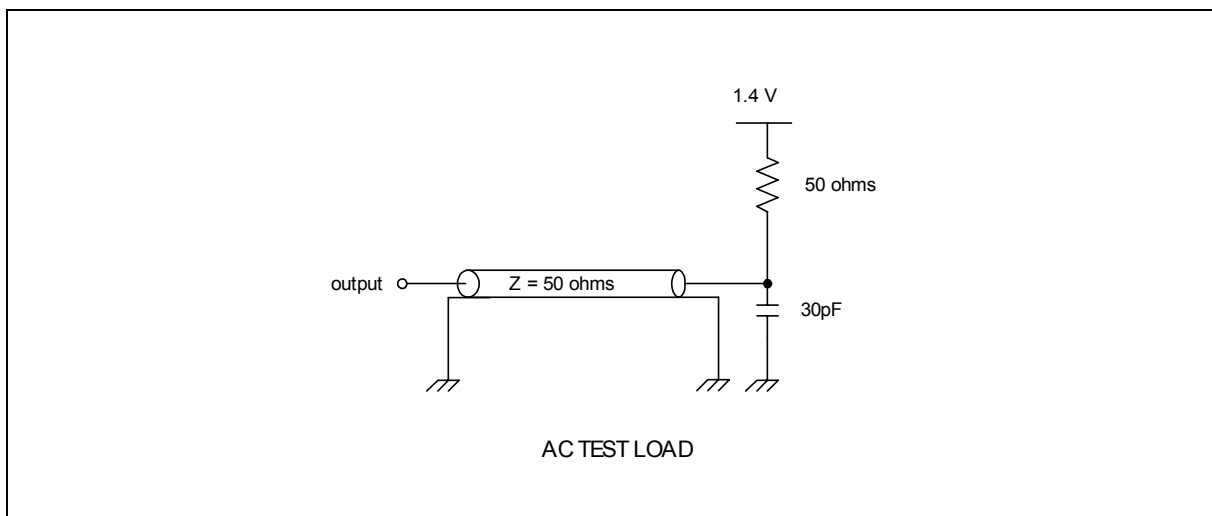 1.4 V
50 ohms
output
Z = 50 ohms
30pF
AC TEST LOAD